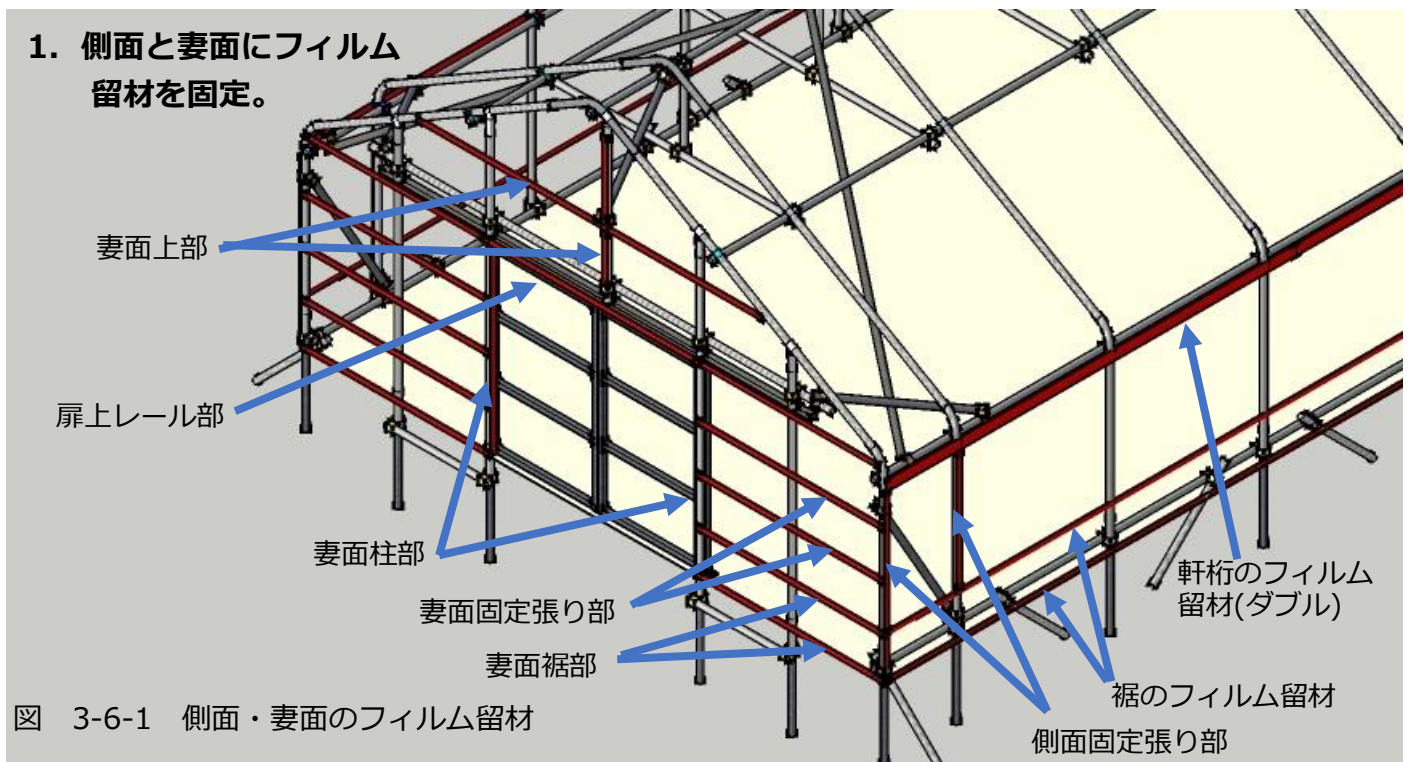 1. 側面と妻面にフィルム
留材を固定。
妻面上部
扉上レール部
妻面柱部
妻面固定張り部
妻面裾部
軒桁のフィルム
留材(ダブル)
裾のフィルム留材
側面固定張り部
図 3-6-1 側面・妻面のフィルム留材